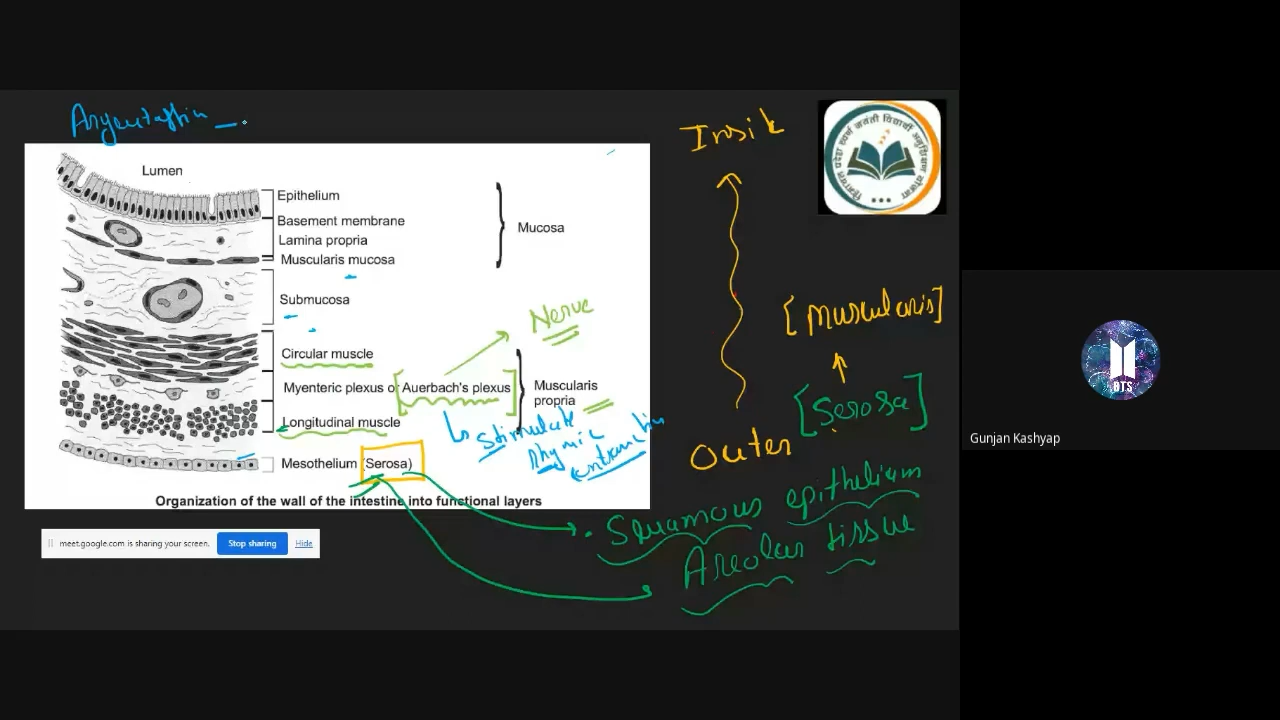 Argentaffin
Lumen
Epithelium
Basement membrane
Lamina propria
Muscularis mucosa
Mucosa
Submucosa
Nerve
Circular muscle
Myenteric plexus or Auerbach's plexus
Longitudinal muscle
Muscularis
propria
Stimulate
Mesothelium (Serosa)
Organization of the wall of the intestine into functional layers
meet.google.com is sharing your screen.
Stop sharing
Hide
[Muscularis]
[Serosa]
Outer
Squamous epithelium
Areolar tissue
BTS
Gunjan Kashyap